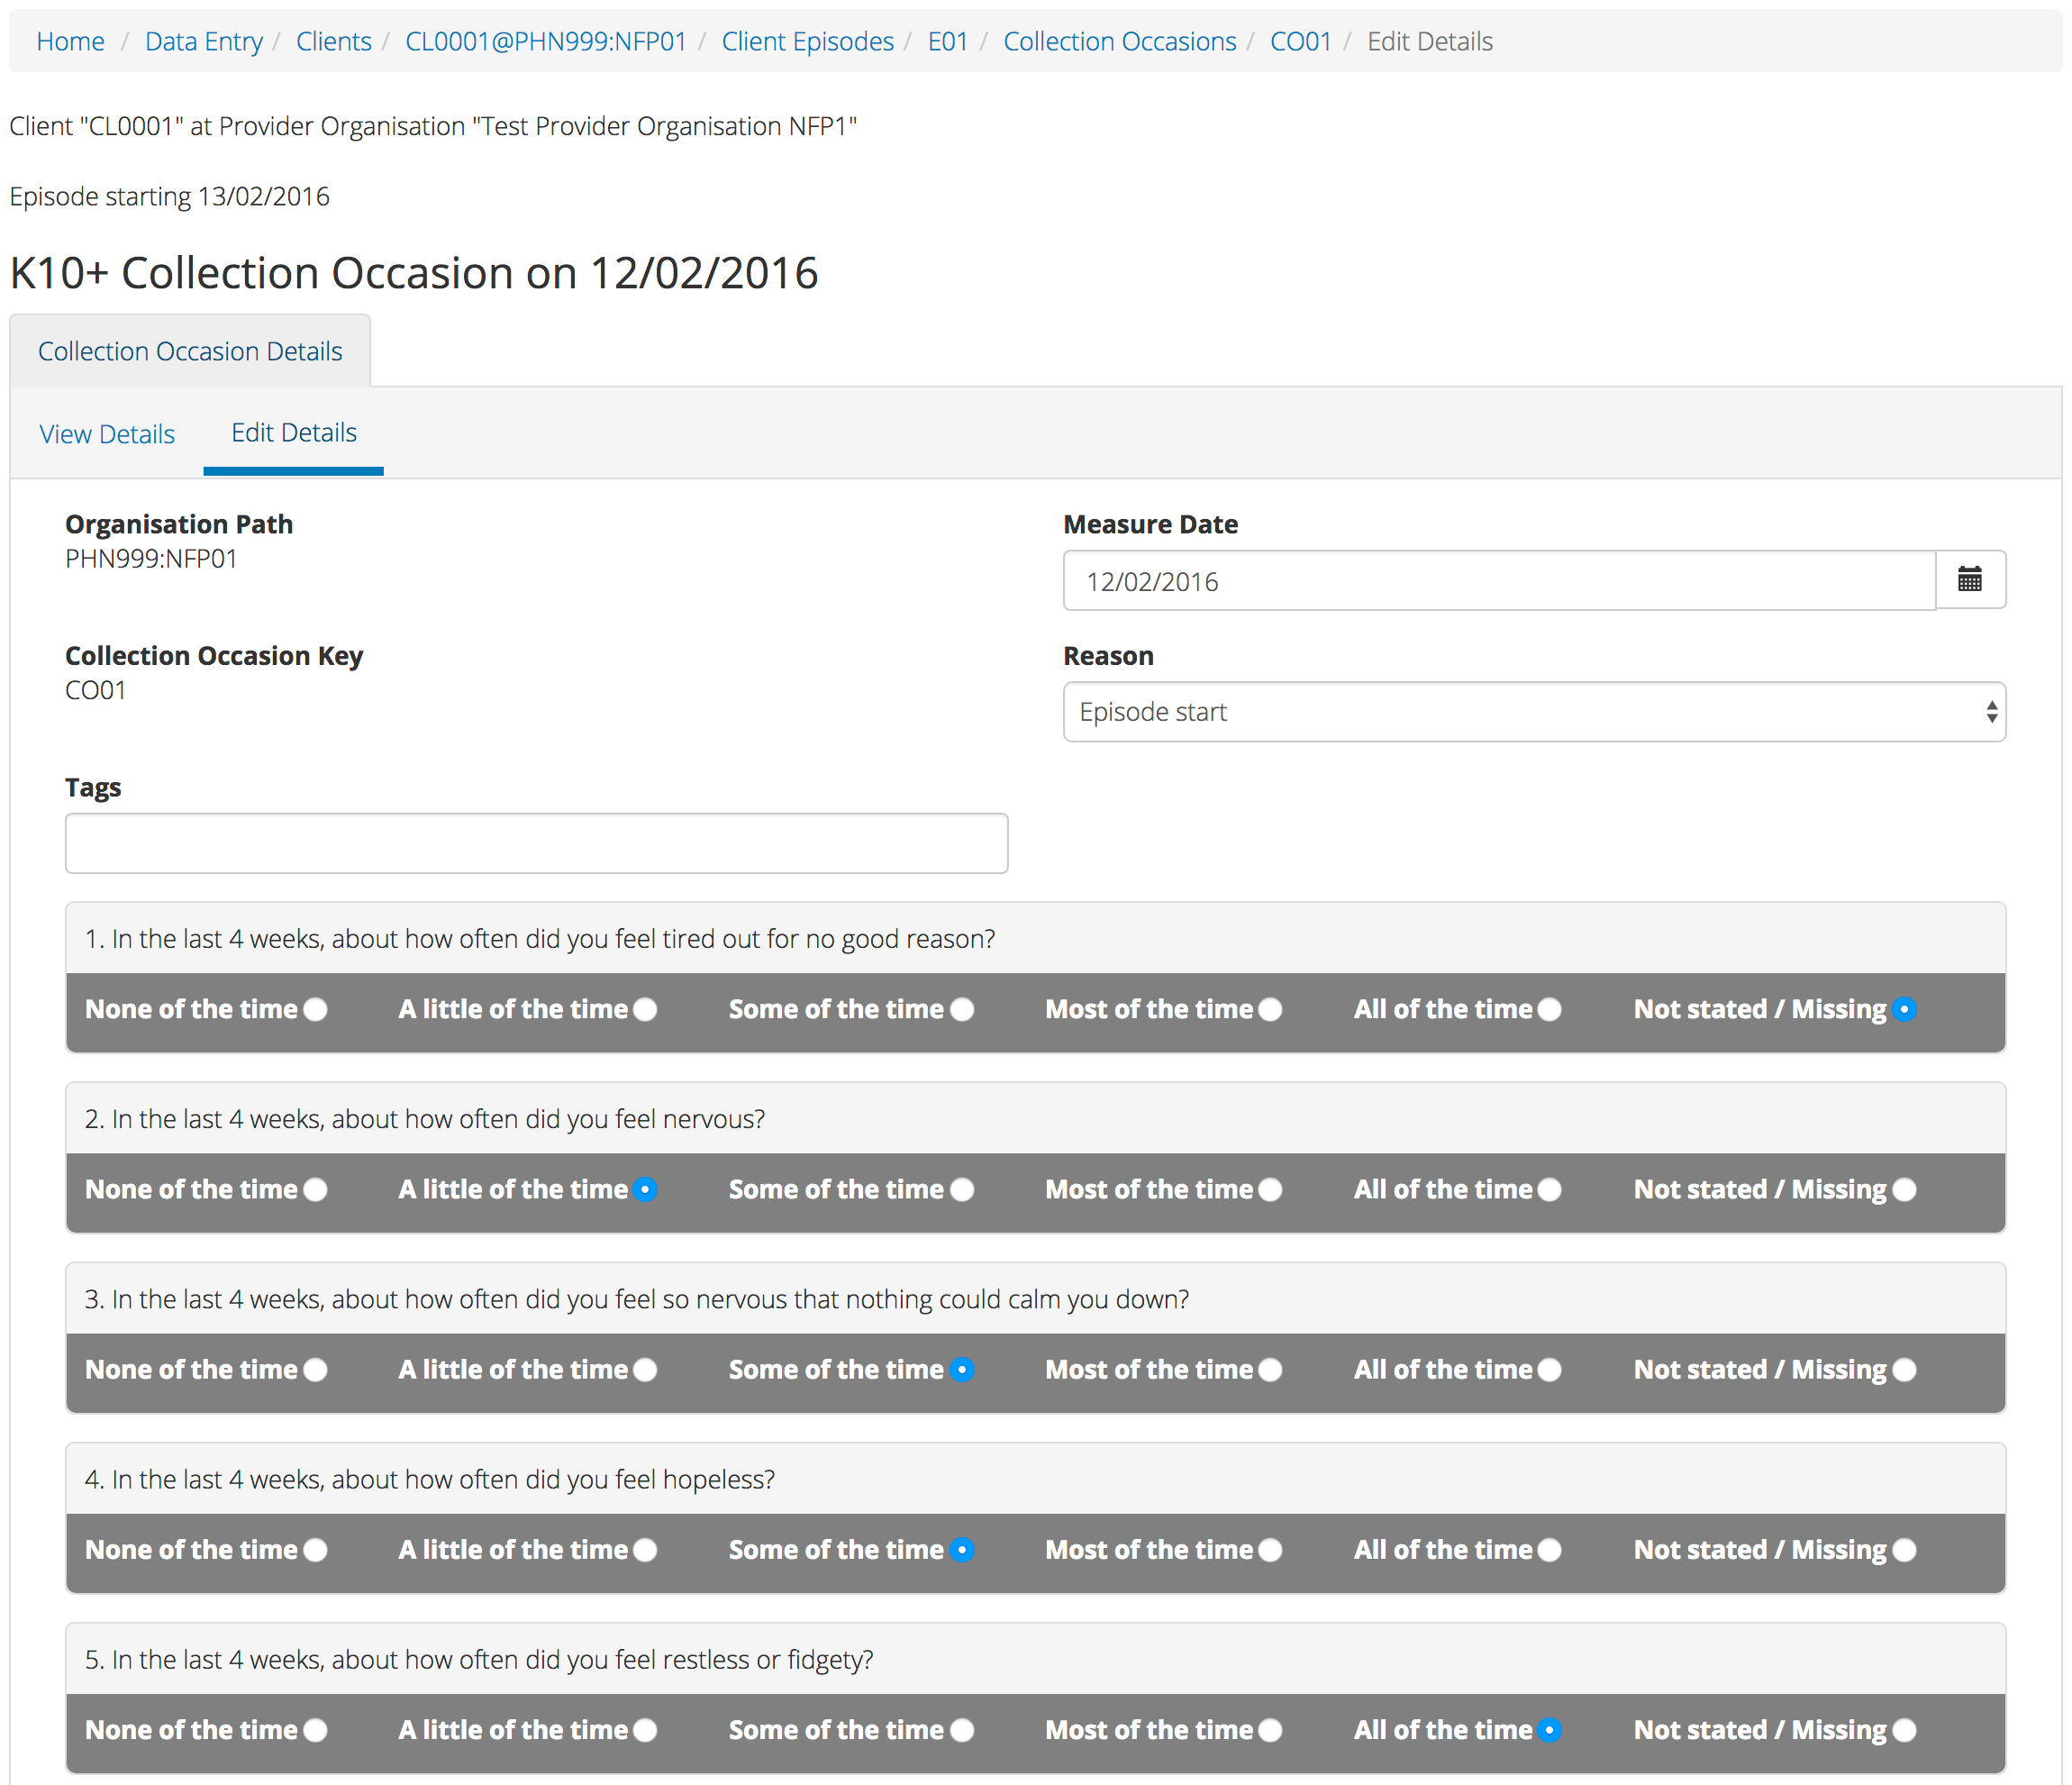 Home / Data Entry / Clients / CL0001@PHN999:NFP01 / Client Episodes / E01 / Collection Occasions / CO01 / Edit Details
Client "CL0001" at Provider Organisation "Test Provider Organisation NFP1"
Episode starting 13/02/2016
K10+ Collection Occasion on 12/02/2016
Collection Occasion Details
View Details Edit Details
Organisation Path
PHN999:NFP01
Measure Date
12/02/2016
Collection Occasion Key
CO01
Reason
Episode start
Tags
1. In the last 4 weeks, about how often did you feel tired out for no good reason?
None of the time A little of the time Some of the time Most of the time All of the time Not stated / Missing
2. In the last 4 weeks, about how often did you feel nervous?
None of the time A little of the time Some of the time Most of the time All of the time Not stated / Missing
3. In the last 4 weeks, about how often did you feel so nervous that nothing could calm you down?
None of the time A little of the time Some of the time Most of the time All of the time Not stated / Missing
4. In the last 4 weeks, about how often did you feel hopeless?
None of the time A little of the time Some of the time Most of the time All of the time Not stated / Missing
5. In the last 4 weeks, about how often did you feel restless or fidgety?
None of the time A little of the time Some of the time Most of the time All of the time Not stated / Missing